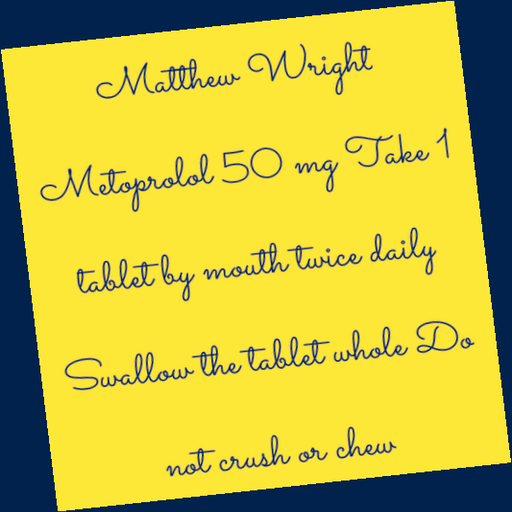 Matthew Wright
Metoprolol 50 mg Take 1
tablet by mouth twice daily
Swallow the tablet whole Do
not crush or chew